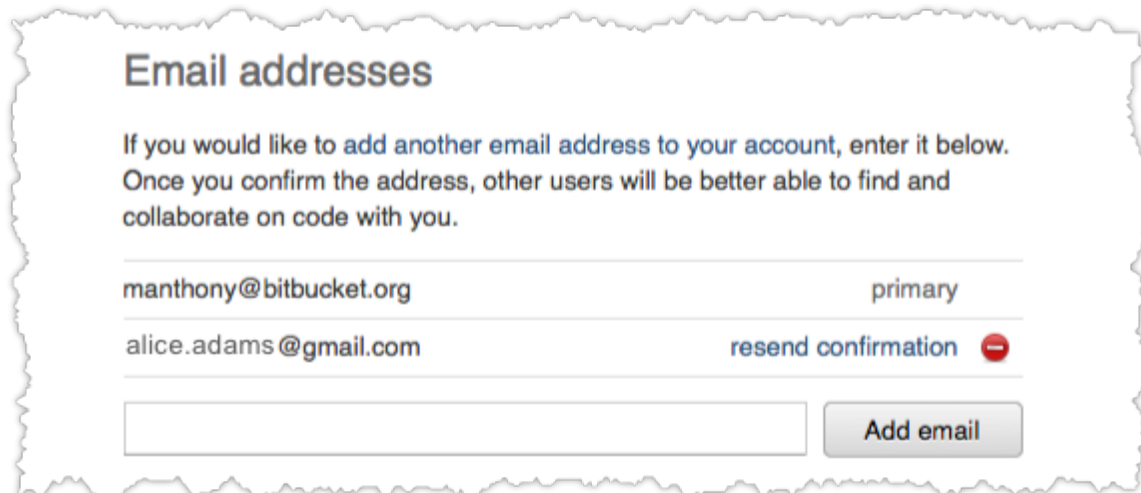 Email addresses
If you would like to add another email address to your account, enter it below.
Once you confirm the address, other users will be better able to find and
collaborate on code with you.
manthony@bitbucket.org primary
alice.adams@gmail.com resend confirmation
Add email